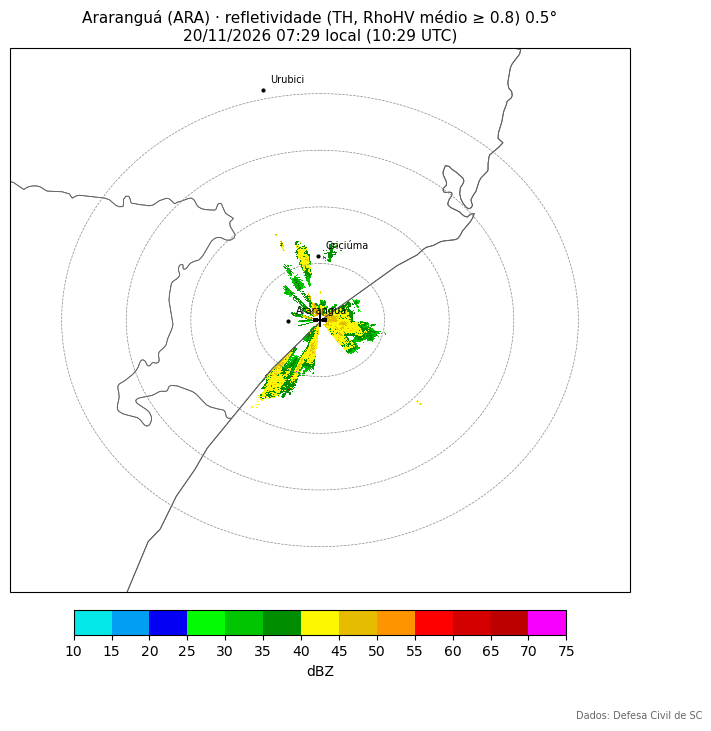 Araranguá (ARA) · refletividade (TH, RhoHV médio ≥ 0.8) 0.5°
20/11/2026 07:29 local (10:29 UTC)
Urubici
Criciúma
Araranguá
10 15 20 25 30 35 40 45 50 55 60 65 70 75
dBZ
Dados: Defesa Civil de SC